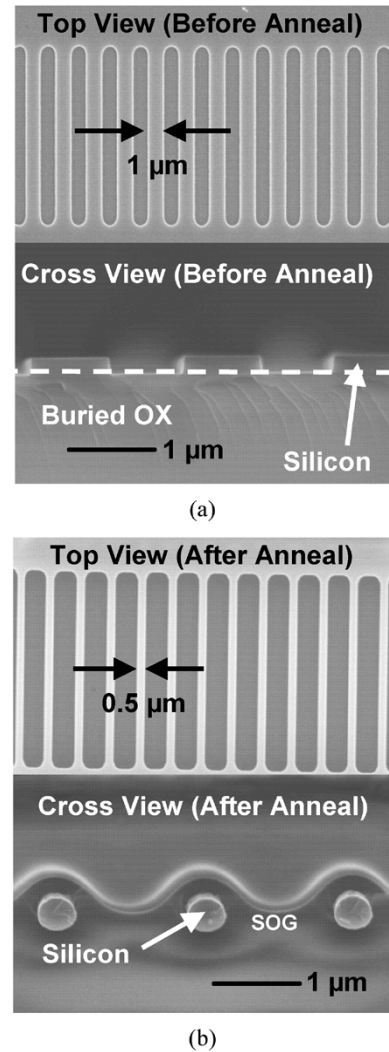 Top View (Before Anneal)
1 µm
Cross View (Before Anneal)
Buried OX
1 µm
Silicon
(a)
Top View (After Anneal)
0.5 µm
Cross View (After Anneal)
SOG
Silicon
1 µm
(b)